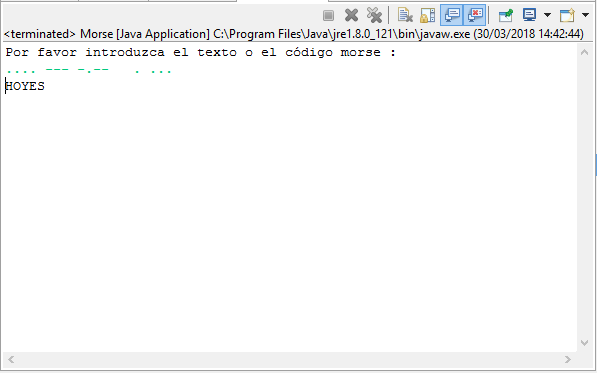 <terminated> Morse [Java Application] C:\Program Files\Java\jre1.8.0_121\bin\javaw.exe (30/03/2018 14:42:44)
Por favor introduzca el texto o el código morse :
.... --- -.--   . ...
HOYES